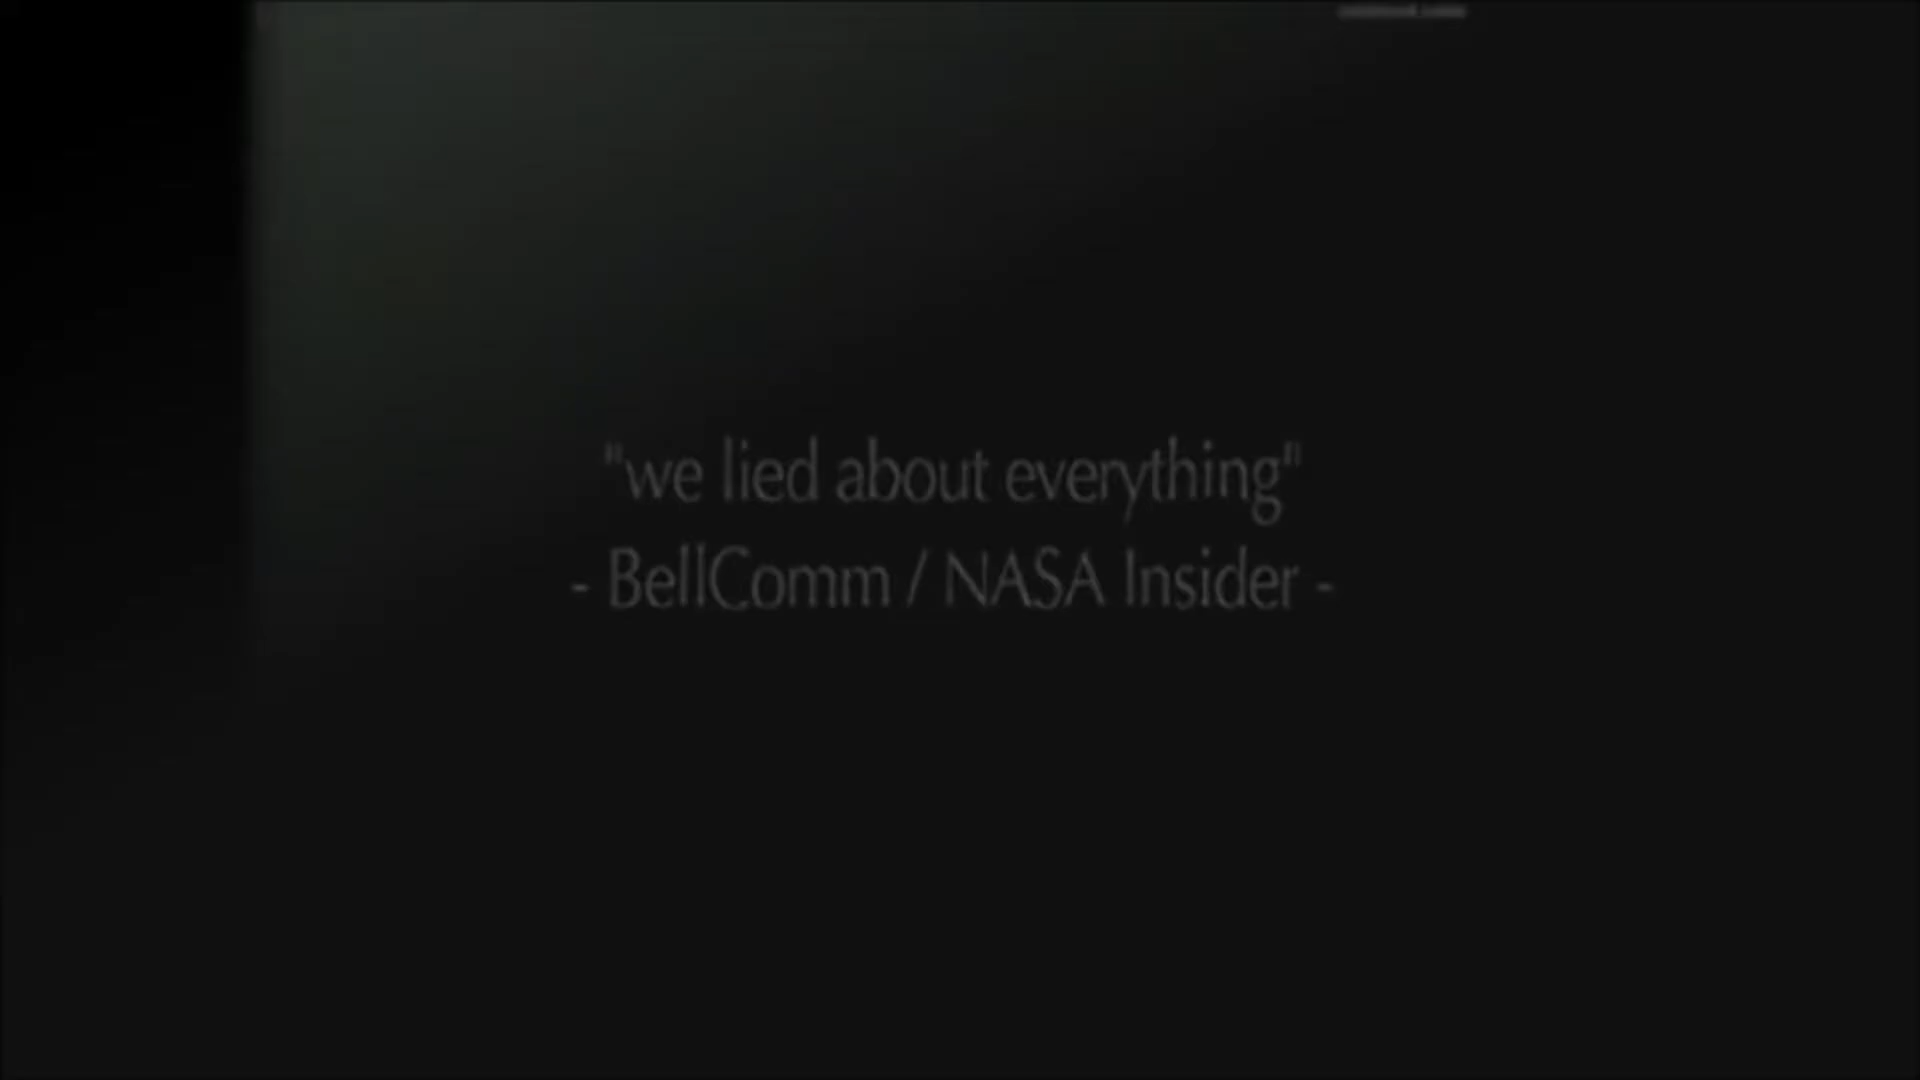 "we lied about everything"
- BellComm / NASA Insider -